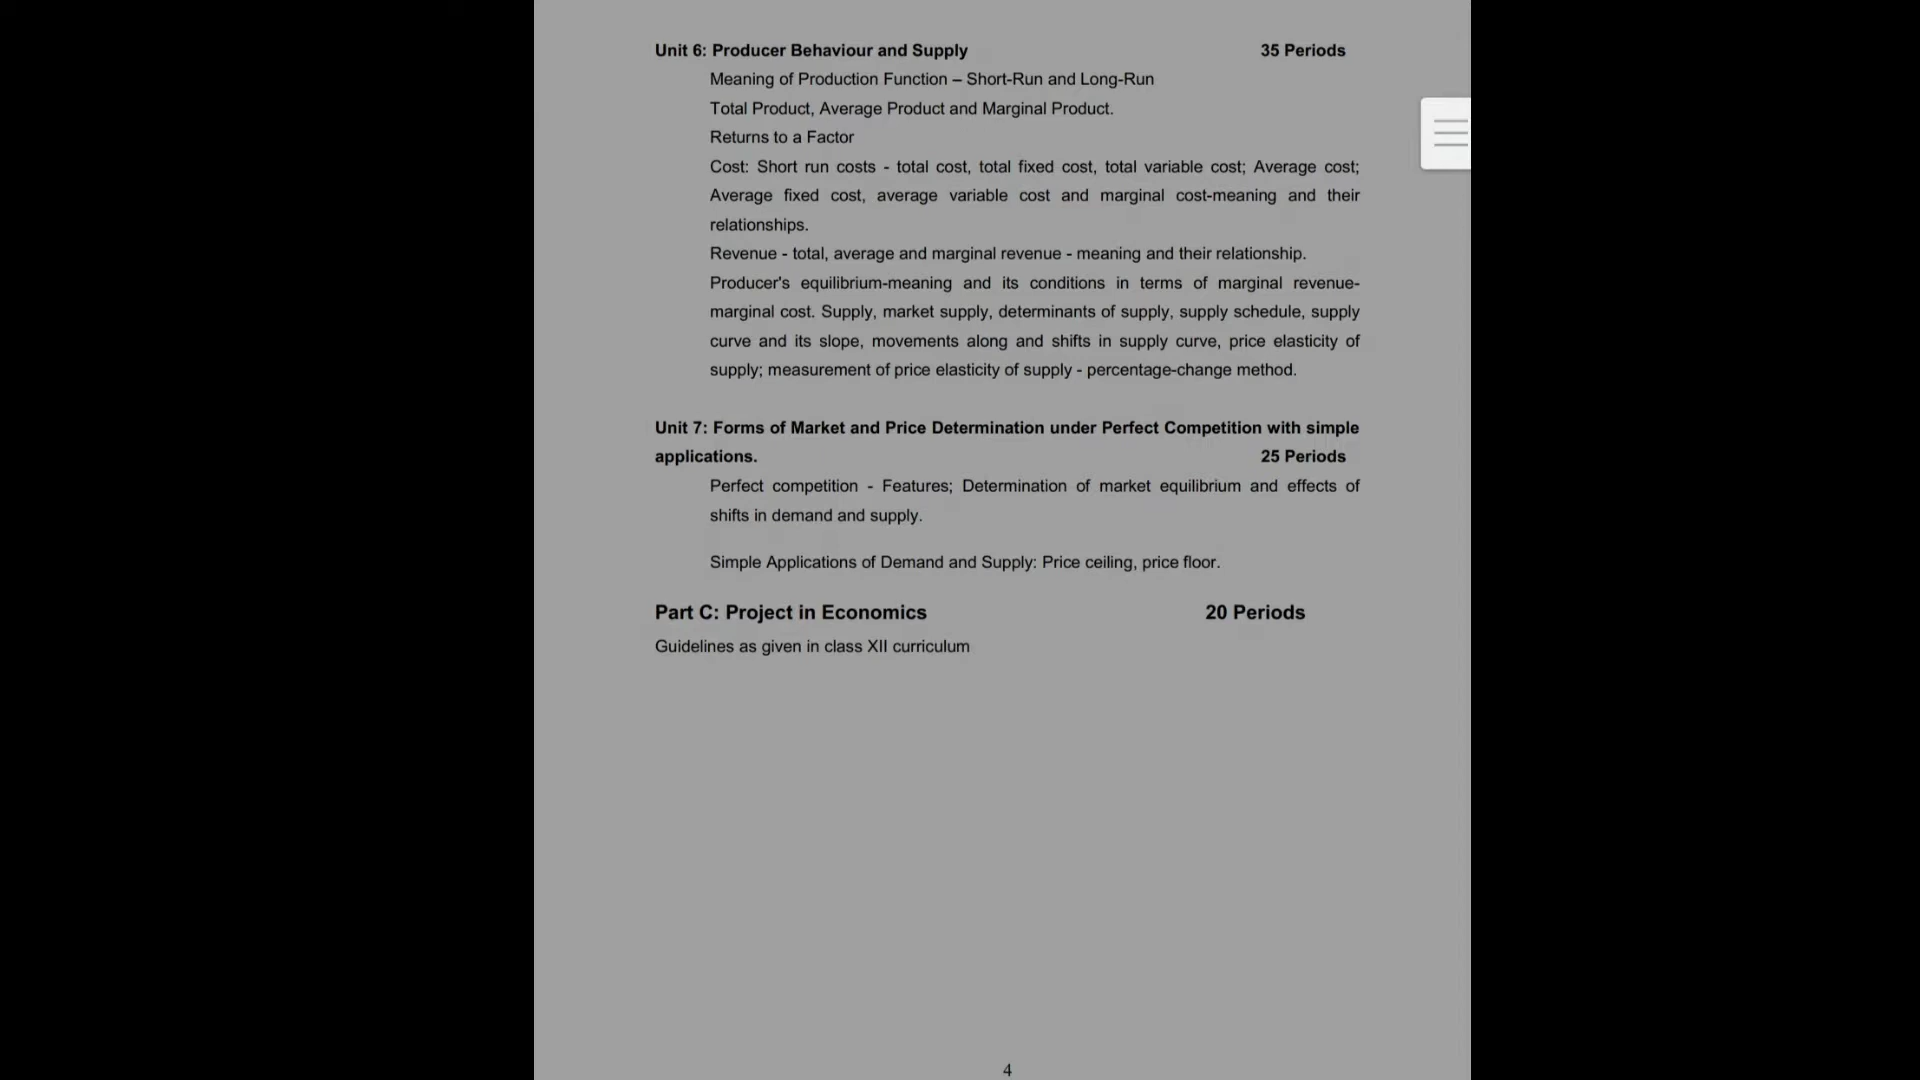 Unit 6: Producer Behaviour and Supply 35 Periods
Meaning of Production Function – Short-Run and Long-Run
Total Product, Average Product and Marginal Product.
Returns to a Factor
Cost: Short run costs - total cost, total fixed cost, total variable cost; Average cost;
Average fixed cost, average variable cost and marginal cost-meaning and their
relationships.
Revenue - total, average and marginal revenue - meaning and their relationship.
Producer's equilibrium-meaning and its conditions in terms of marginal revenue-
marginal cost. Supply, market supply, determinants of supply, supply schedule, supply
curve and its slope, movements along and shifts in supply curve, price elasticity of
supply; measurement of price elasticity of supply - percentage-change method.
Unit 7: Forms of Market and Price Determination under Perfect Competition with simple
applications. 25 Periods
Perfect competition - Features; Determination of market equilibrium and effects of
shifts in demand and supply.
Simple Applications of Demand and Supply: Price ceiling, price floor.
Part C: Project in Economics 20 Periods
Guidelines as given in class XII curriculum
4